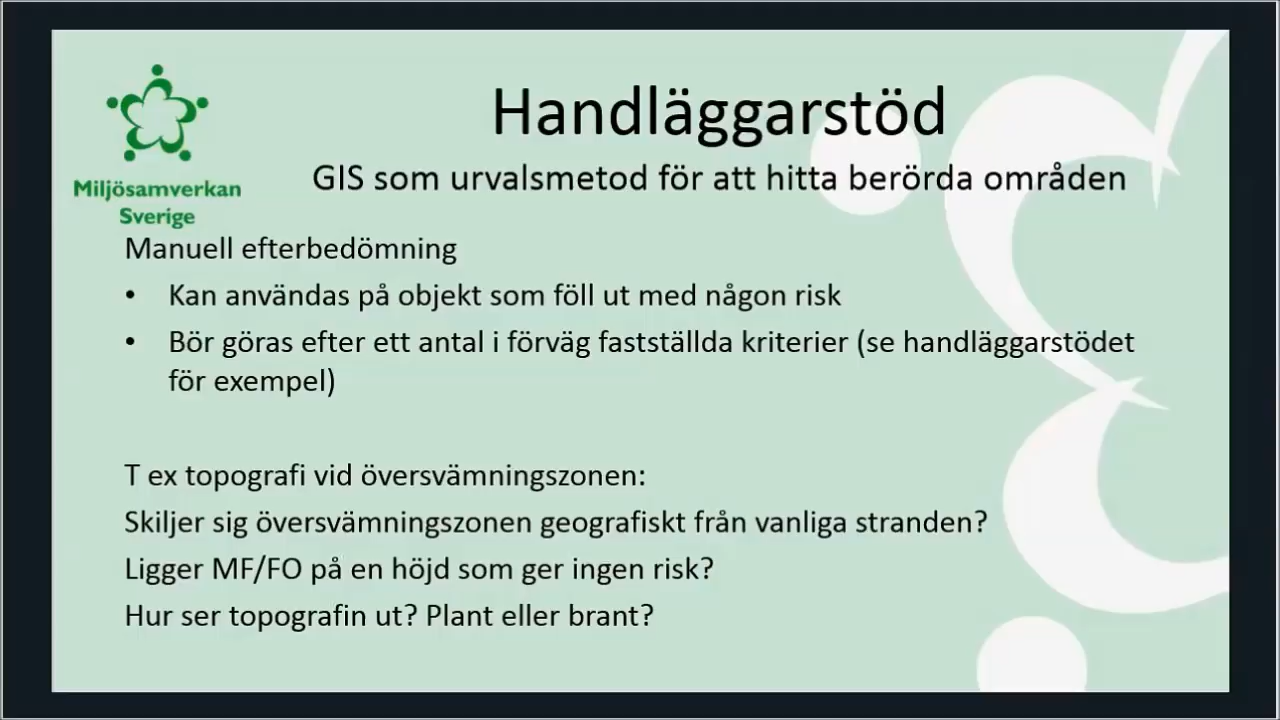 Handläggarstöd
GIS som urvalsmetod för att hitta berörda områden
Miljösamverkan
Sverige
Manuell efterbedömning
• Kan användas på objekt som föll ut med någon risk
• Bör göras efter ett antal i förväg fastställda kriterier (se handläggarstödet
för exempel)
T ex topografi vid översvämningszonen:
Skiljer sig översvämningszonen geografiskt från vanliga stranden?
Ligger MF/FO på en höjd som ger ingen risk?
Hur ser topografin ut? Plant eller brant?